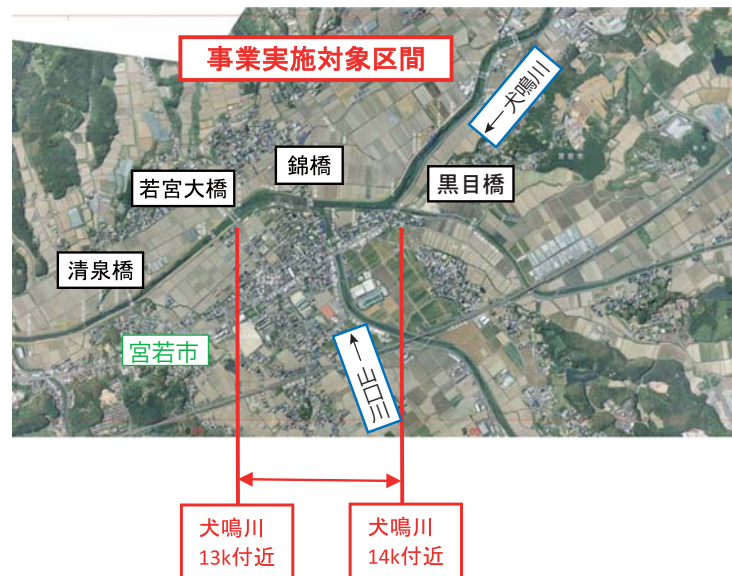 事業実施対象区間
←犬鳴川
錦橋
黒目橋
若宮大橋
清泉橋
宮若市
←山口川
犬鳴川
13k付近
犬鳴川
14k付近